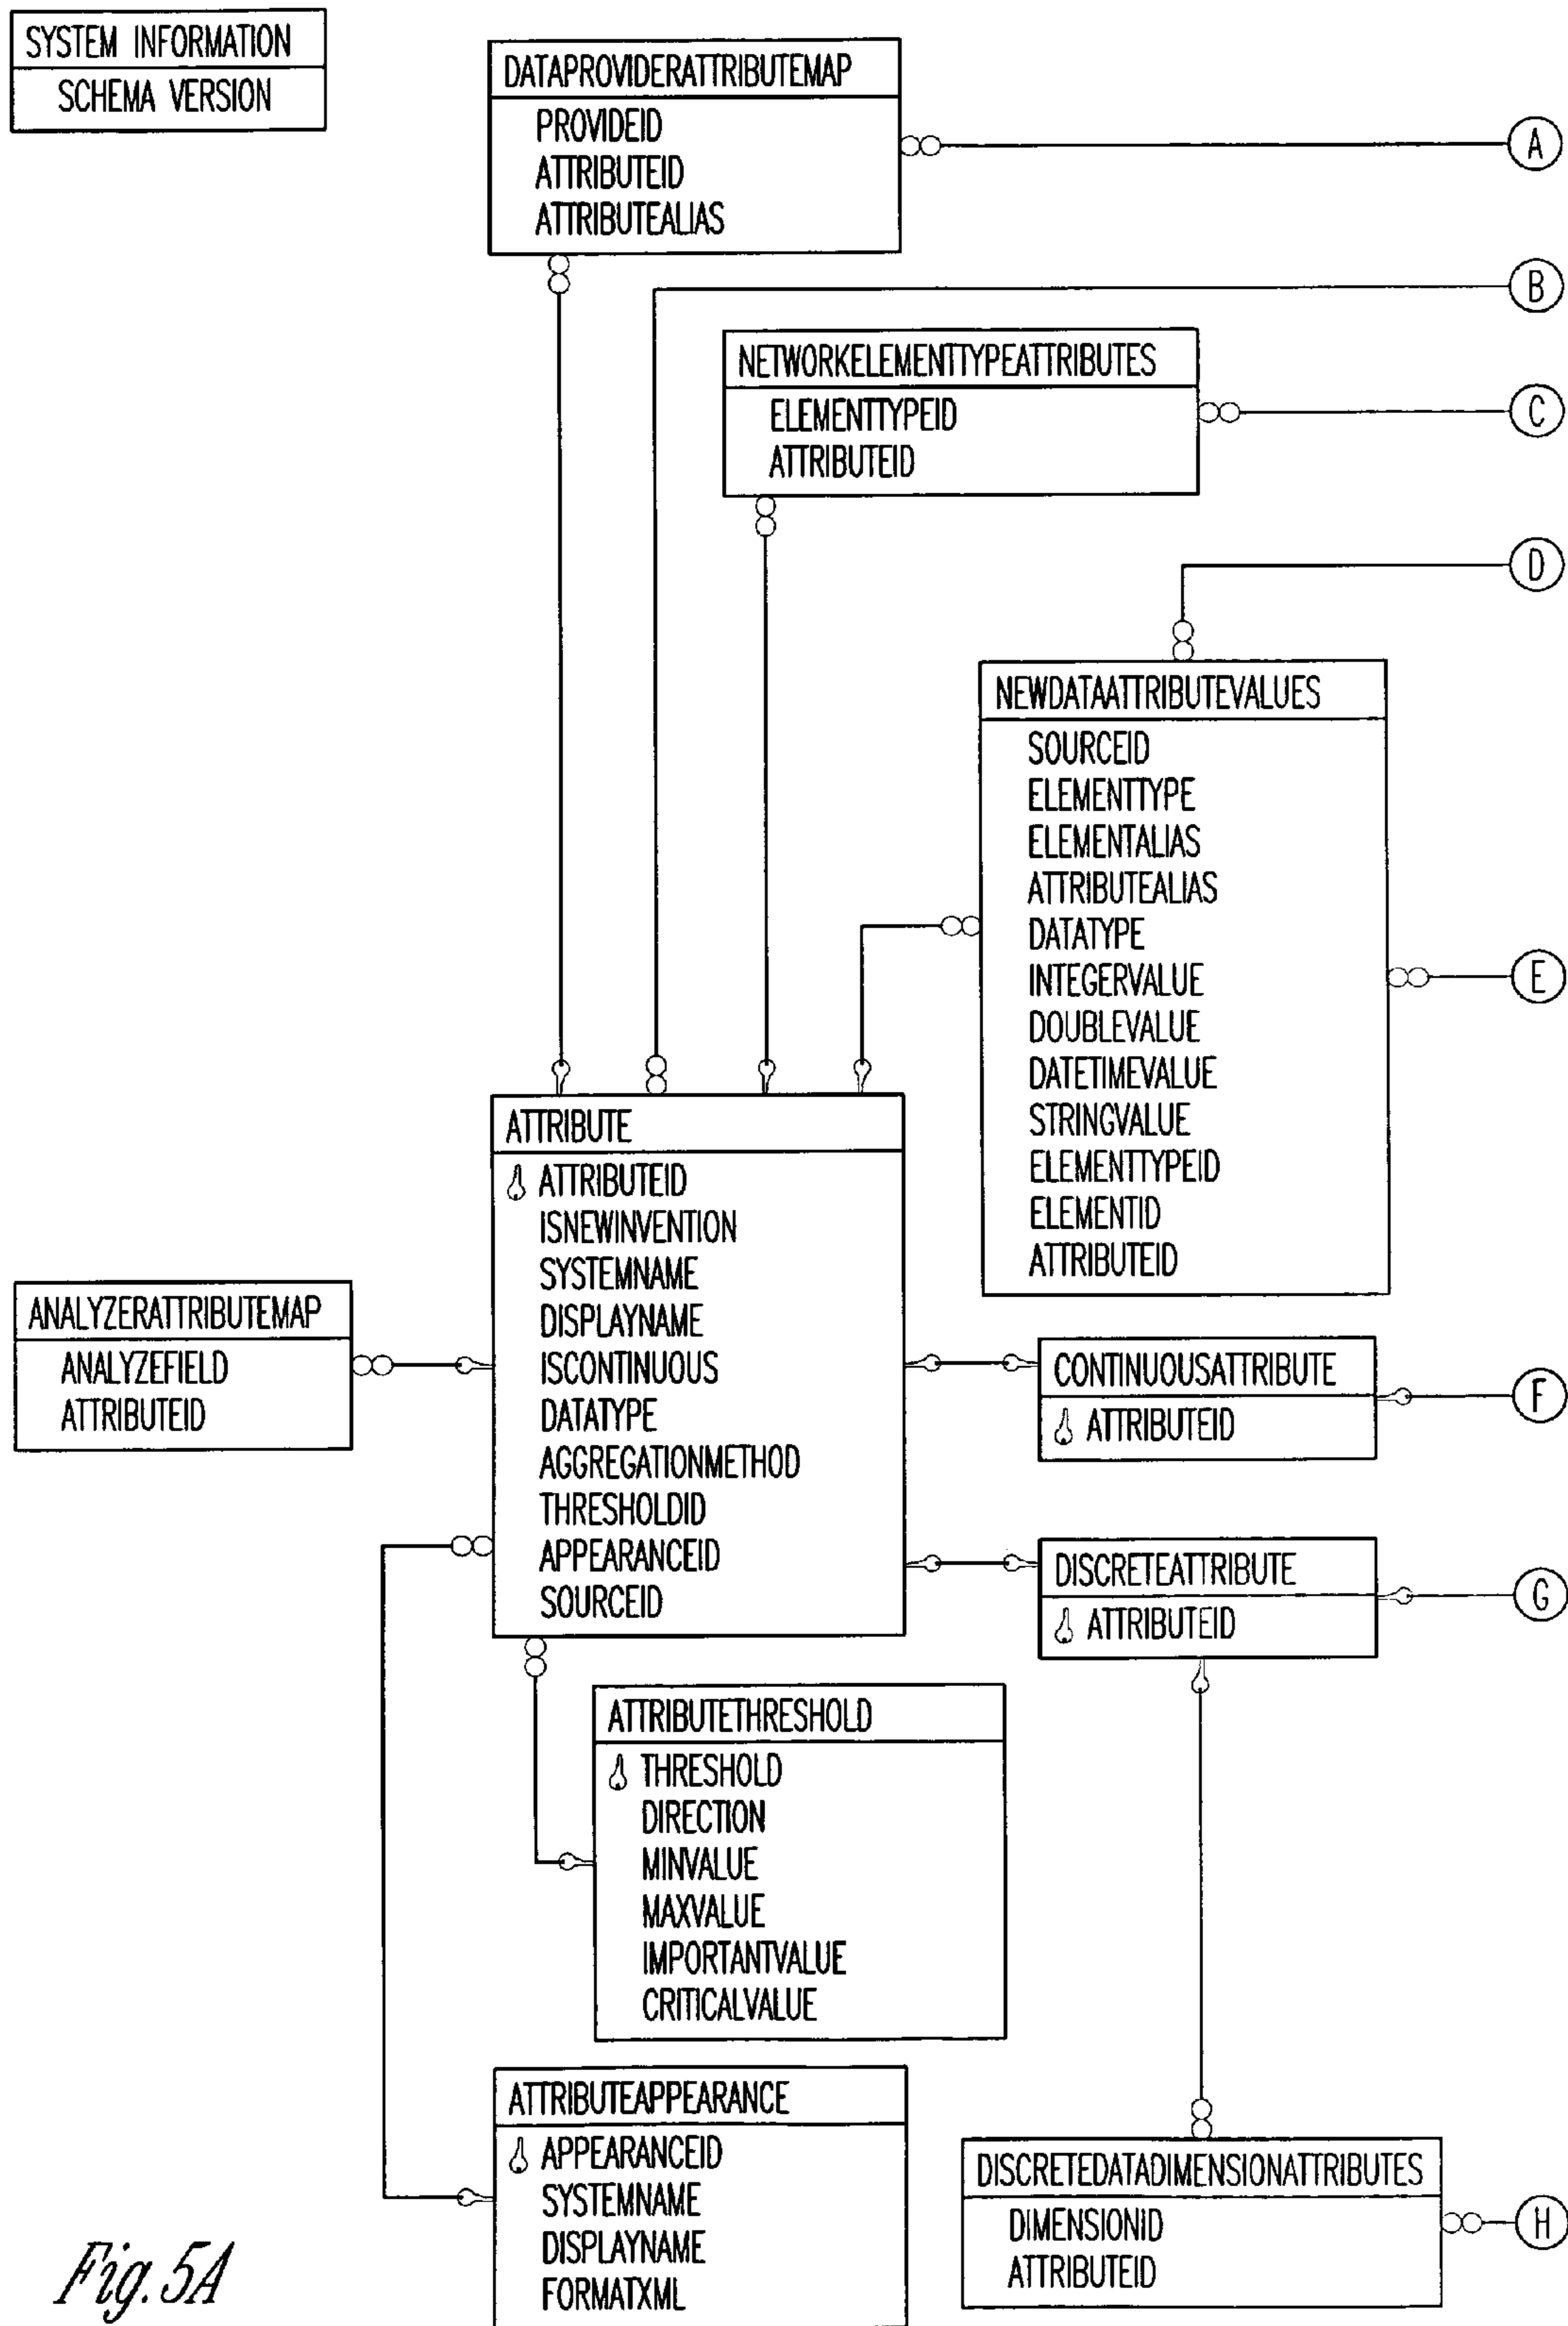 SYSTEM INFORMATION
SCHEMA VERSION
DATAPROVIDERATTRIBUTEMAP
PROVIDEID
ATTRIBUTEID
ATTRIBUTEALIAS
A
B
NETWORKELEMENTTYPEATTRIBUTES
ELEMENTTYPEID
ATTRIBUTEID
C
D
NEWDATAATTRIBUTEVALUES
SOURCEID
ELEMENTTYPE
ELEMENTALIAS
ATTRIBUTEALIAS
DATATYPE
INTEGERVALUE
DOUBLEVALUE
DATETIMEVALUE
STRINGVALUE
ELEMENTTYPEID
ELEMENTID
ATTRIBUTEID
E
ATTRIBUTE
ATTRIBUTEID
ISNEWINVENTION
SYSTEMNAME
DISPLAYNAME
ISCONTINUOUS
DATATYPE
AGGREGATIONMETHOD
THRESHOLDID
APPEARANCEID
SOURCEID
ANALYZERATTRIBUTEMAP
ANALYZEFIELD
ATTRIBUTEID
CONTINUOUSATTRIBUTE
ATTRIBUTEID
F
DISCRETEATTRIBUTE
ATTRIBUTEID
G
ATTRIBUTETHRESHOLD
THRESHOLD
DIRECTION
MINVALUE
MAXVALUE
IMPORTANTVALUE
CRITICALVALUE
ATTRIBUTEAPPEARANCE
APPEARANCEID
SYSTEMNAME
DISPLAYNAME
FORMATXML
DISCRETEDATADIMENSIONATTRIBUTES
DIMENSIONID
ATTRIBUTEID
H
Fig. 5A